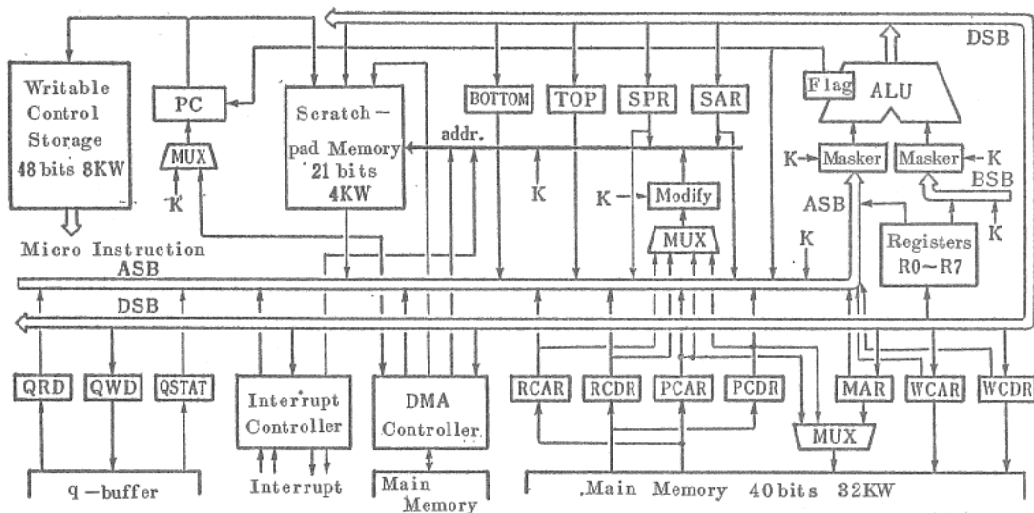 DSB
Writable
Control
Storage
48 bits 8KW
PC
MUX
K
Micro Instruction
Scratch-
pad Memory
21 bits
4KW
addr.
BOTTOM
TOP
SPR
SAR
K
K
Modify
MUX
Flag
ALU
K
Masker
Masker
K
BSB
ASB
K
K
Registers
R0~R7
ASB
DSB
QRD
QWD
QSTAT
Interrupt
Controller
DMA
Controller
RCAR
RCDR
PCAR
PCDR
MAR
WCAR
WCDR
MUX
q-buffer
Interrupt
Main
Memory
Main Memory 40 bits 32KW